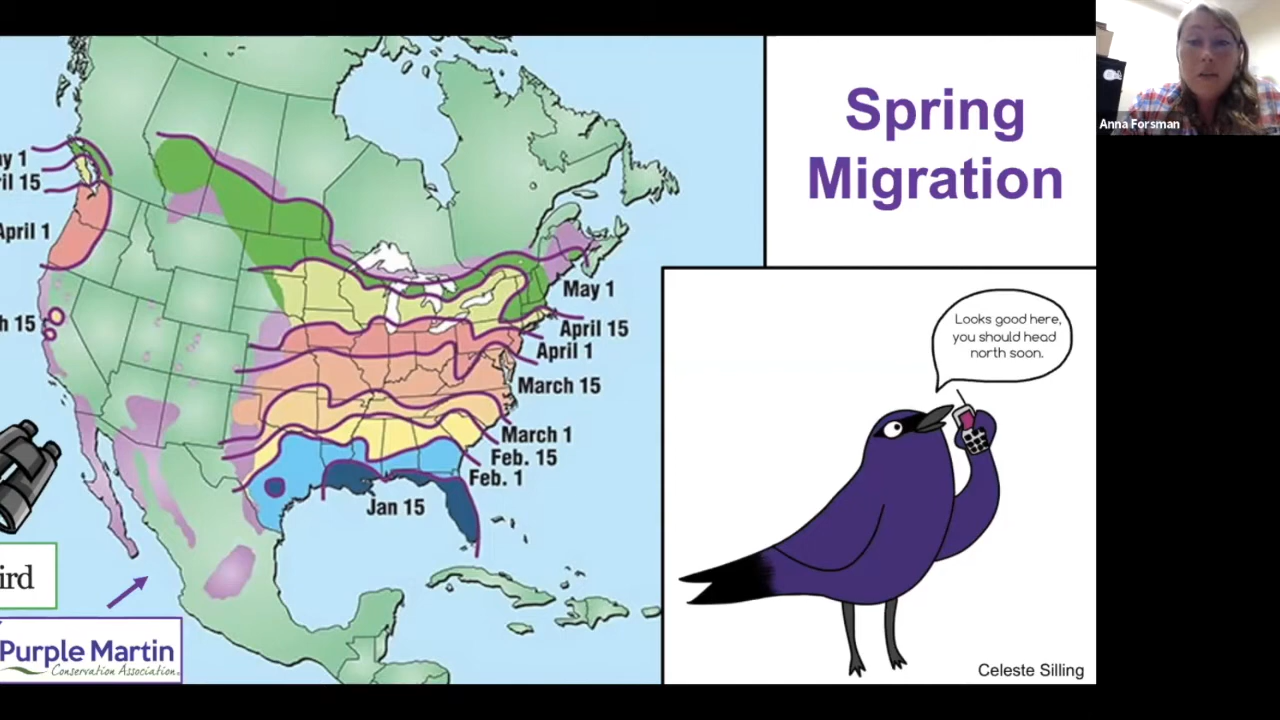 Spring
Migration
Anna Forsman
Looks good here,
you should head
north soon.
Celeste Silling
ay 1
ril 15
April 1
h 15
May 1
April 15
April 1
March 15
March 1
Feb. 15
Feb. 1
Jan 15
ird
Purple Martin
Conservation Association